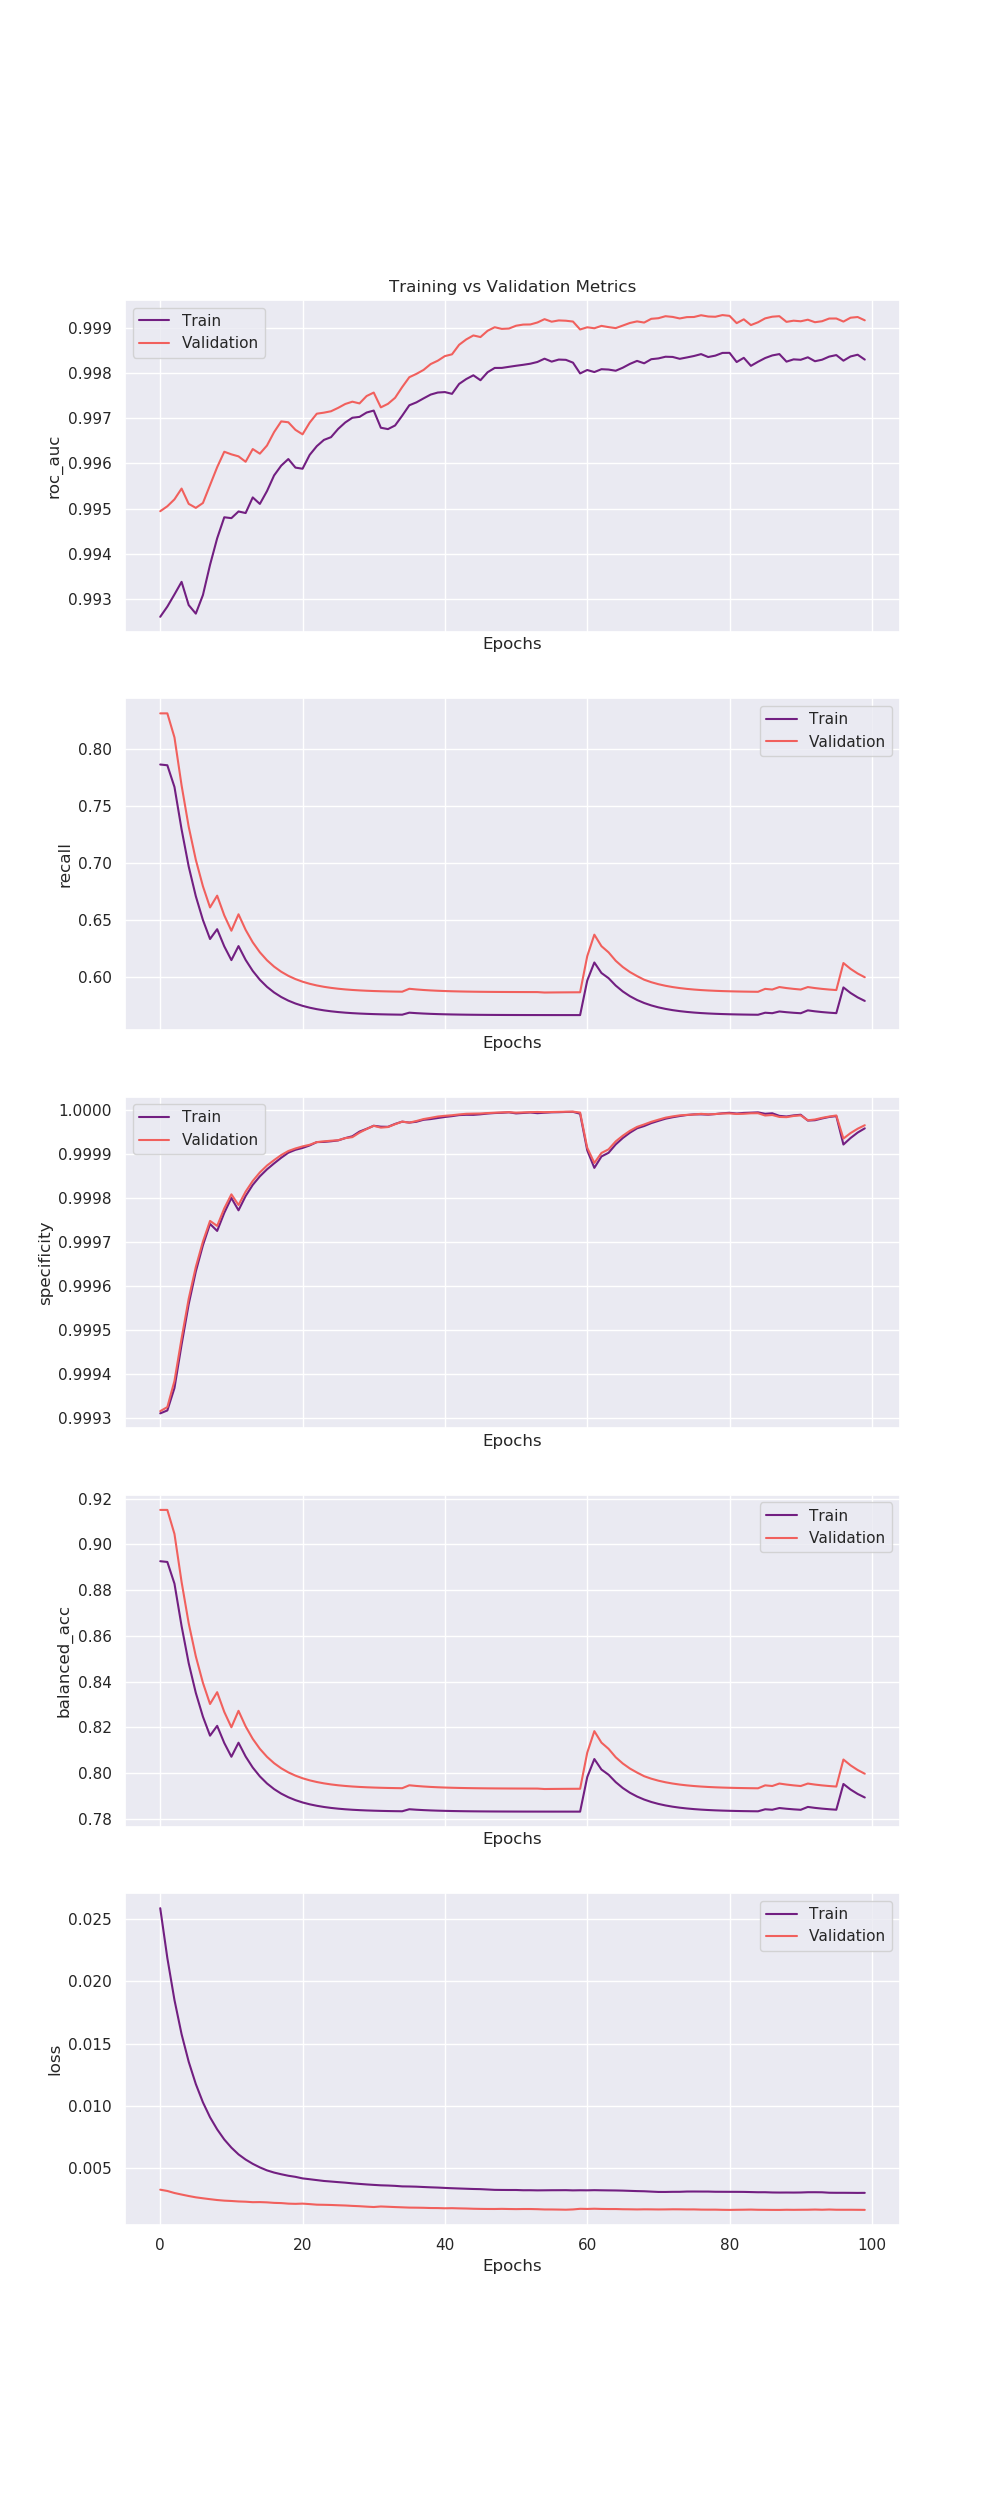 Training vs Validation Metrics
Train
Validation
0.999
0.998
0.997
0.996
0.995
0.994
0.993
roc_auc
Epochs
Train
Validation
0.80
0.75
0.70
0.65
0.60
recall
Epochs
Train
Validation
1.0000
0.9999
0.9998
0.9997
0.9996
0.9995
0.9994
0.9993
specificity
Epochs
Train
Validation
0.92
0.90
0.88
0.86
0.84
0.82
0.80
0.78
balanced_acc
Epochs
Train
Validation
0.025
0.020
0.015
0.010
0.005
loss
0 20 40 60 80 100
Epochs